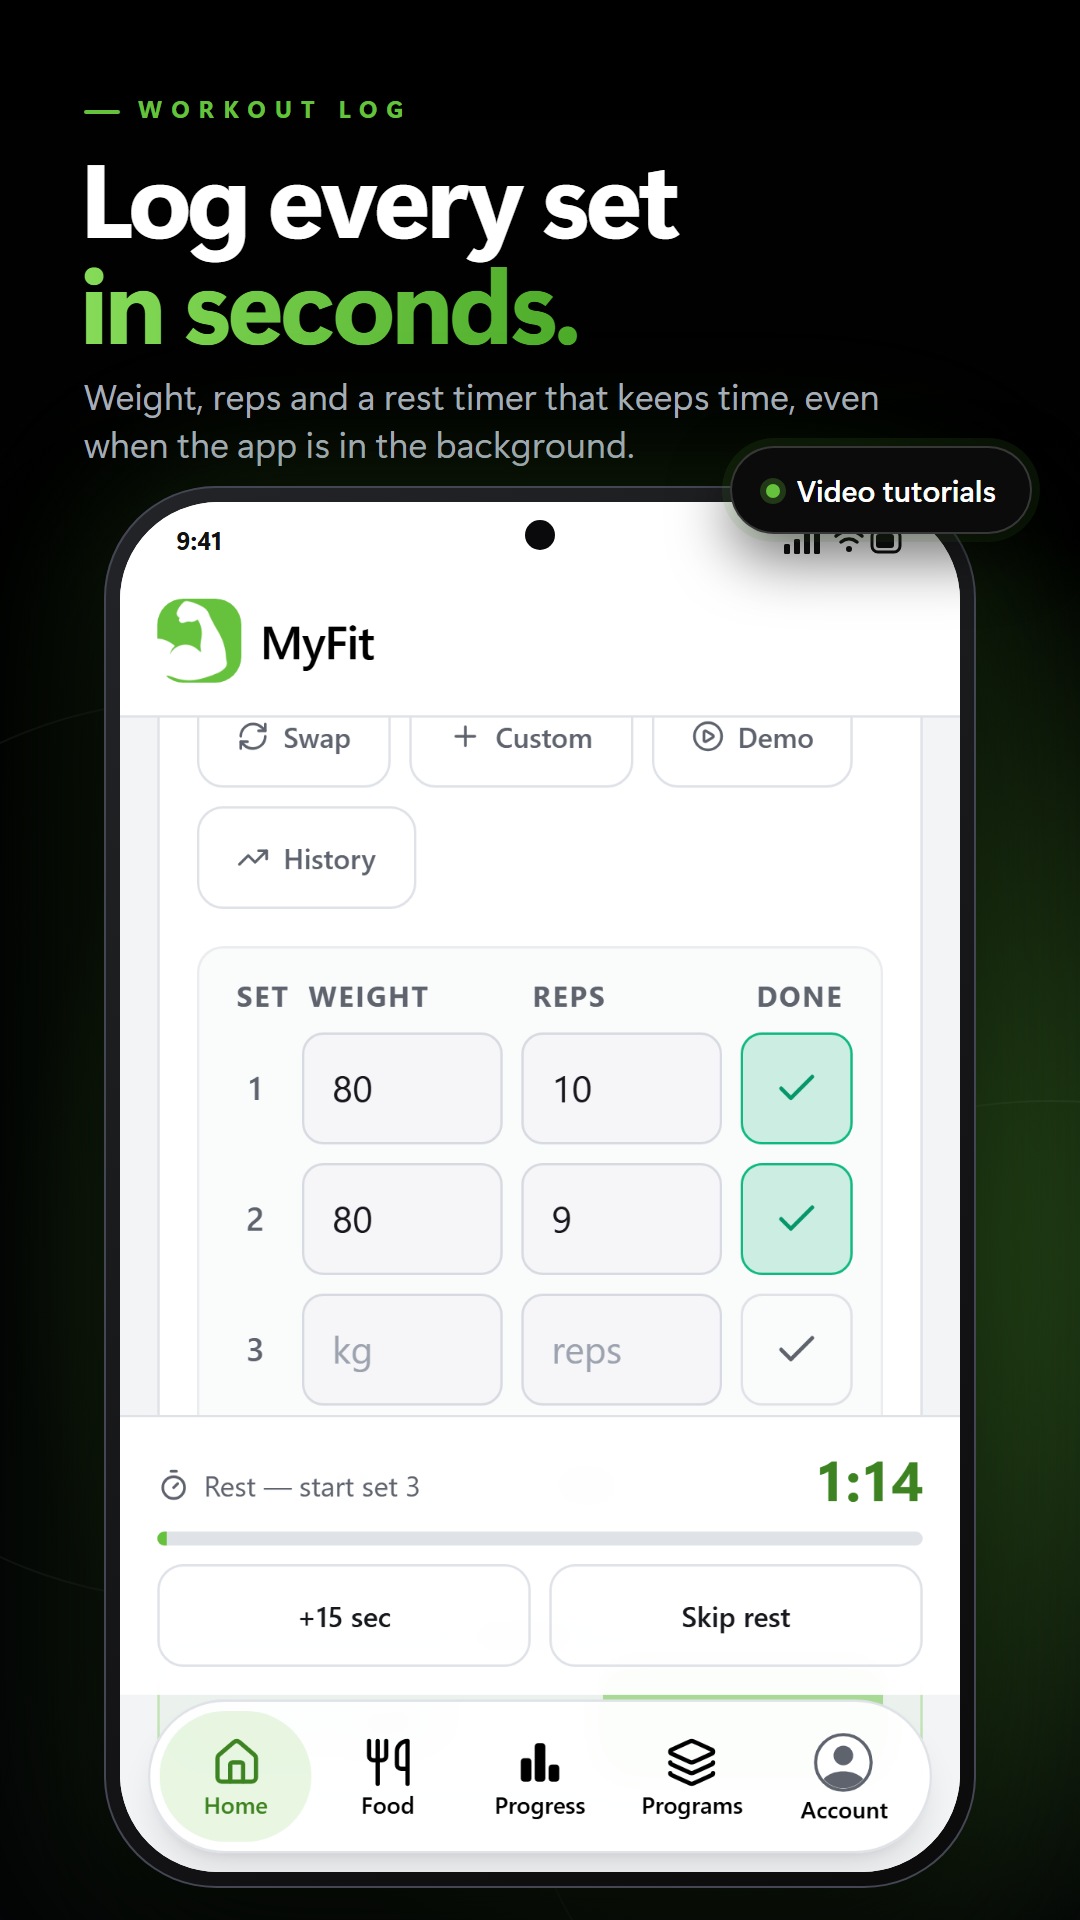 WORKOUT LOG
Log every set
in seconds.
Weight, reps and a rest timer that keeps time, even
when the app is in the background.
Video tutorials
9:41
MyFit
Swap
Custom
Demo
History
SET WEIGHT REPS DONE
1 80 10
2 80 9
3 kg reps
Rest — start set 3 1:14
+15 sec
Skip rest
Home
Food
Progress
Programs
Account